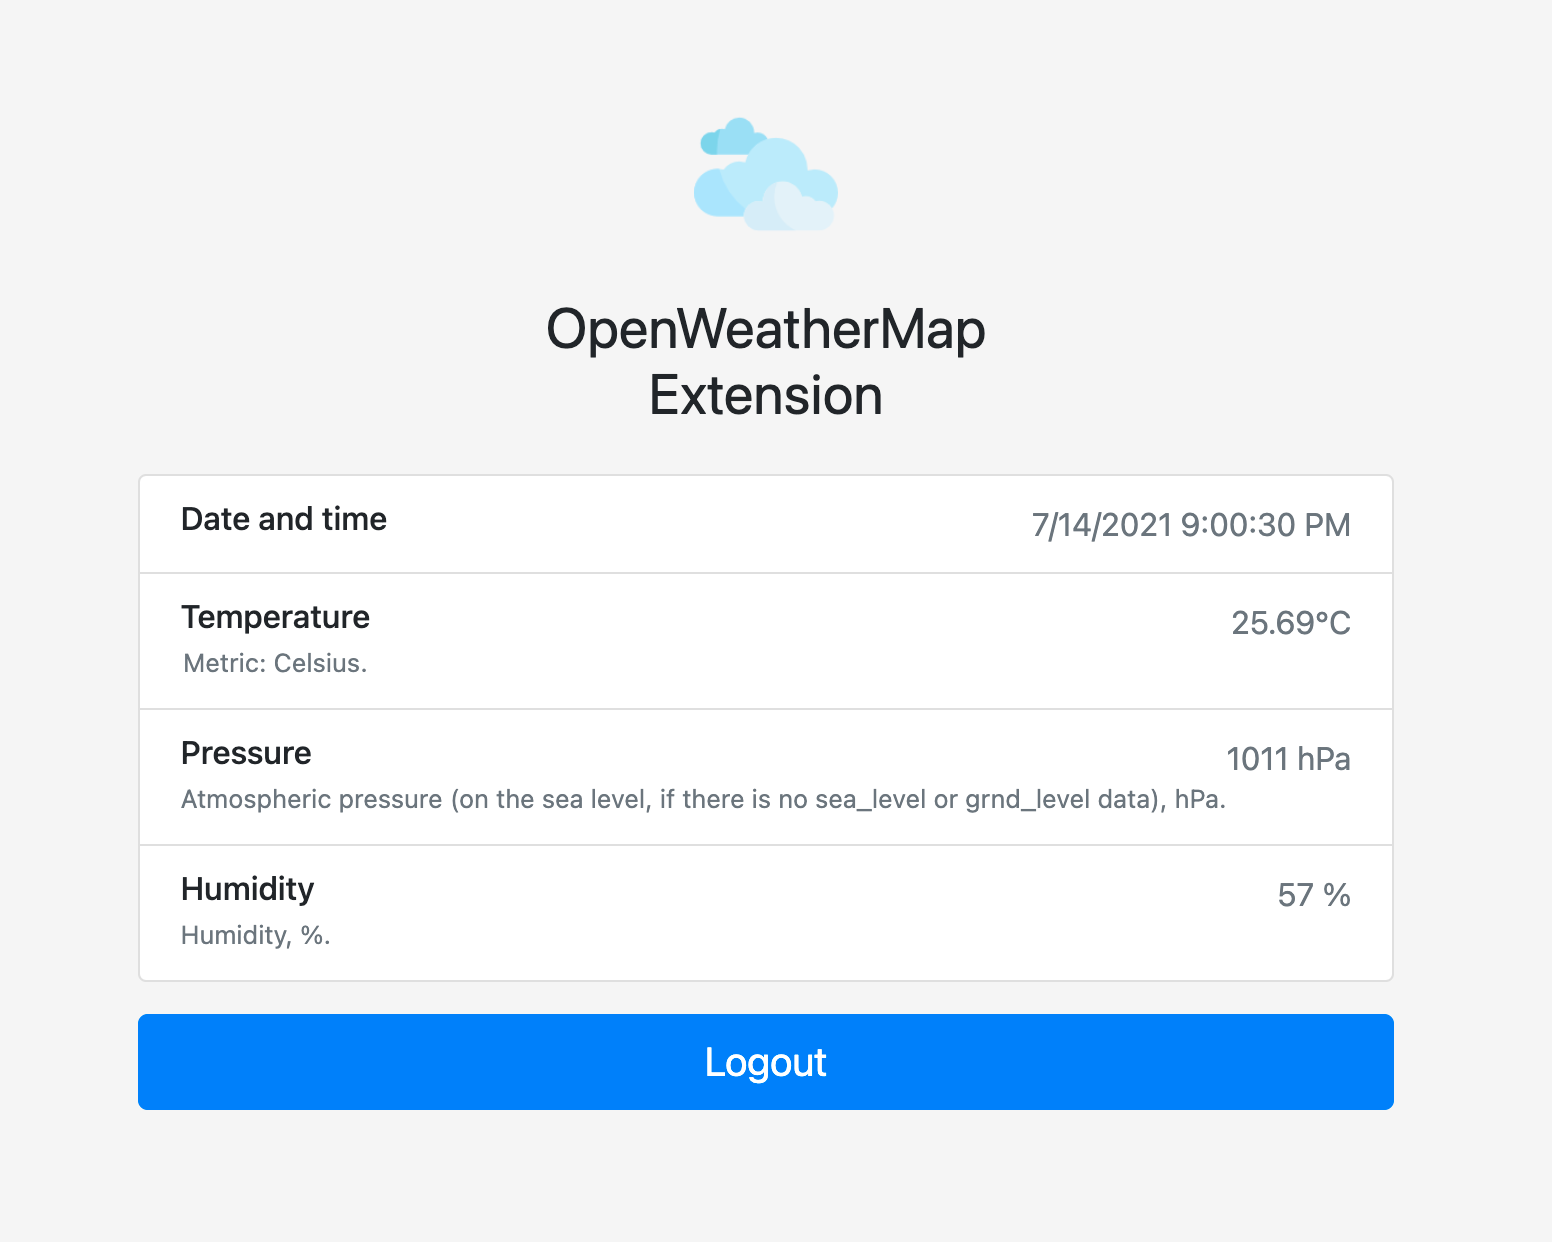 OpenWeatherMap
Extension
Date and time
7/14/2021 9:00:30 PM
Temperature
25.69°C
Metric: Celsius.
Pressure
1011 hPa
Atmospheric pressure (on the sea level, if there is no sea_level or grnd_level data), hPa.
Humidity
57 %
Humidity, %.
Logout